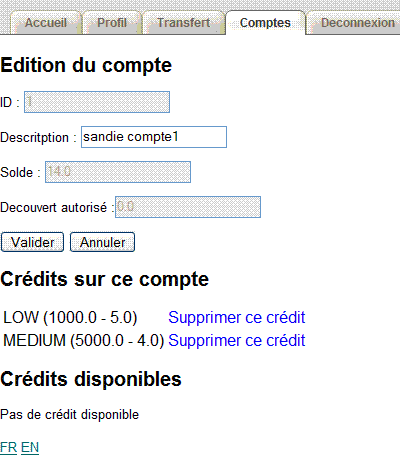 Accueil Profil Transfert Comptes Deconnexion
Edition du compte
ID : 1
Descritption : sandie compte1
Solde : 14.0
Decouvert autorisé : 0.0
Valider Annuler
Crédits sur ce compte
LOW (1000.0 - 5.0) Supprimer ce crédit
MEDIUM (5000.0 - 4.0) Supprimer ce crédit
Crédits disponibles
Pas de crédit disponible
FR EN